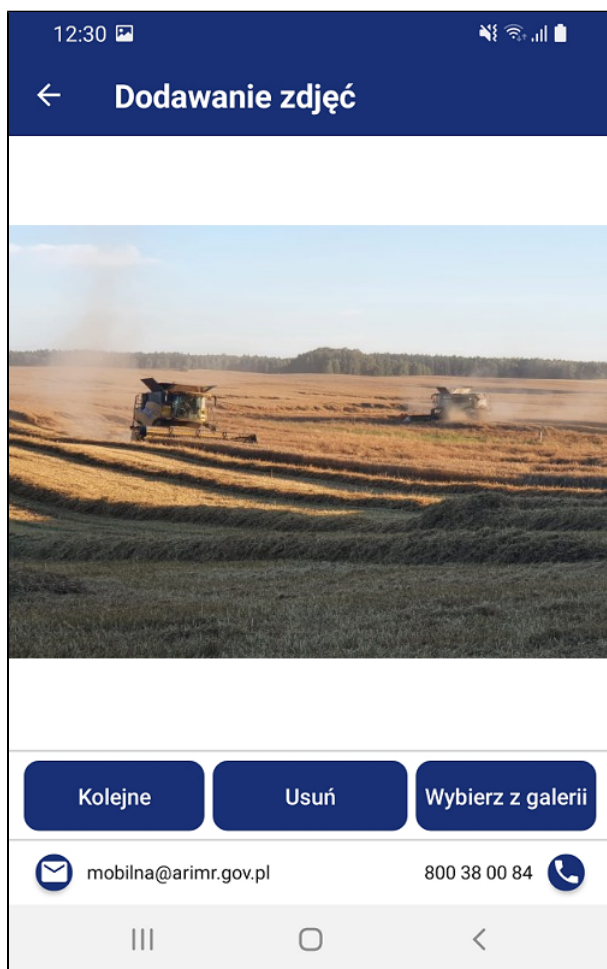 12:30
Dodawanie zdjęć
Kolejne
Usuń
Wybierz z galerii
mobilna@arimr.gov.pl
800 38 00 84